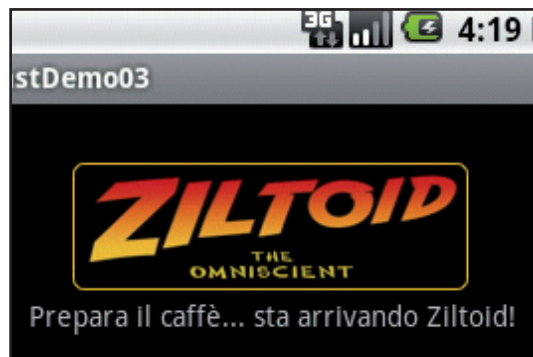 3G 4:19
stDemo03
ZILTOID
THE
OMNISCIENT
Prepara il caffè... sta arrivando Ziltoid!